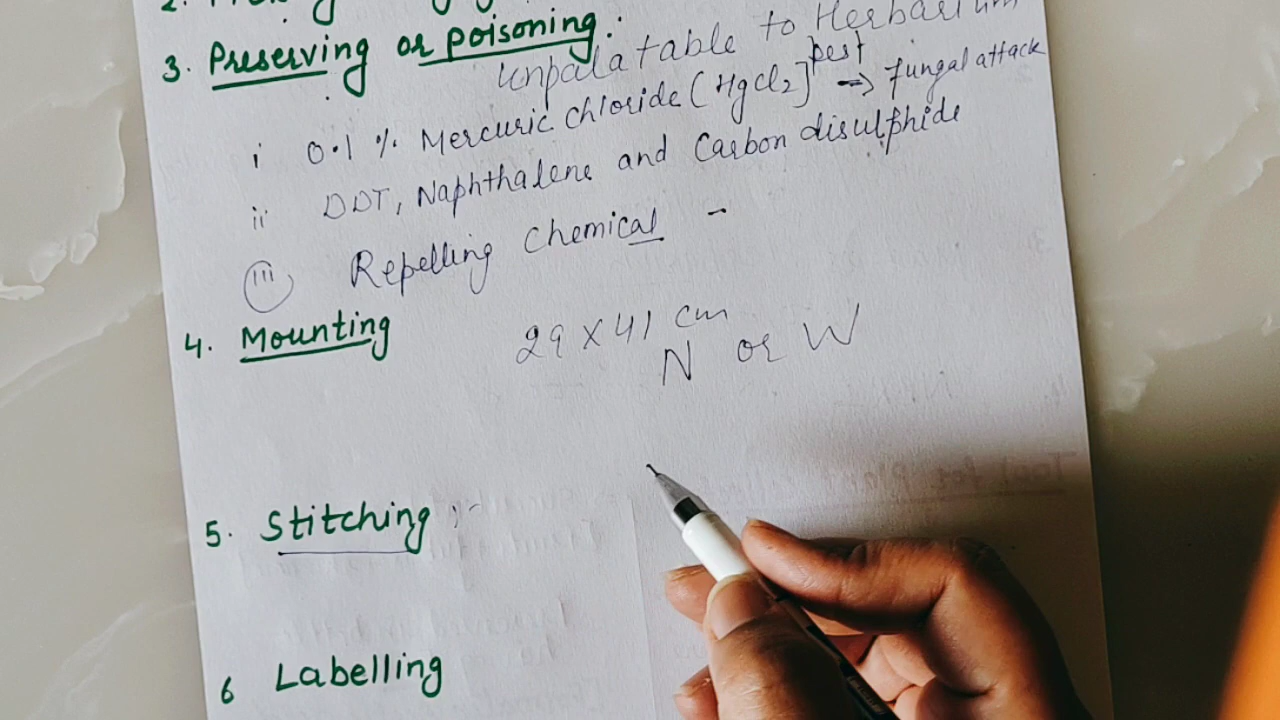 2.
3. Preserving or poisoning :
Unpalatable to Herbarium pest
i 0.1 % Mercuric chloride (HgCl2] → fungal attack
ii DDT, Naphthalene and Carbon disulphide
(iii) Repelling Chemical -
4. Mounting 29 X 41 cm
N or W
5. Stitching :-
6 Labelling